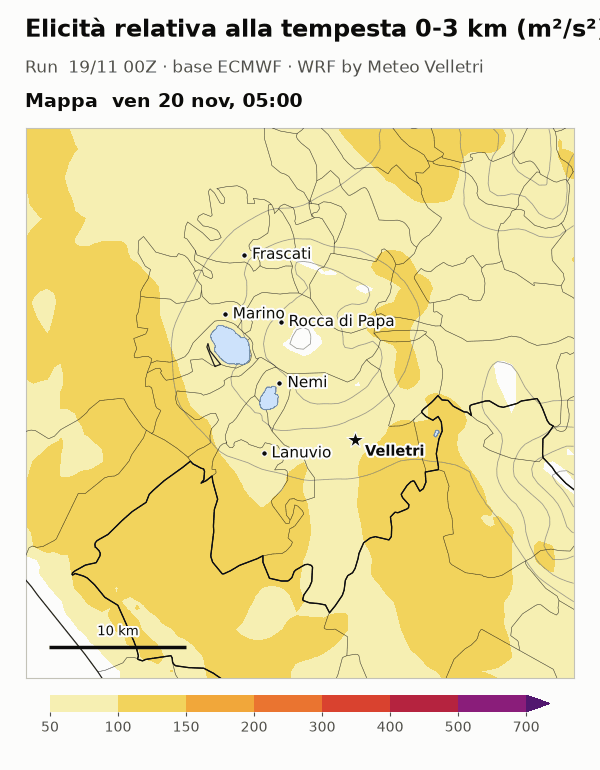 Elicità relativa alla tempesta 0-3 km (m²/s²)
Run 19/11 00Z · base ECMWF · WRF by Meteo Velletri
Mappa ven 20 nov, 05:00
Frascati
Marino
Rocca di Papa
Nemi
Velletri
Lanuvio
10 km
50 100 150 200 300 400 500 700